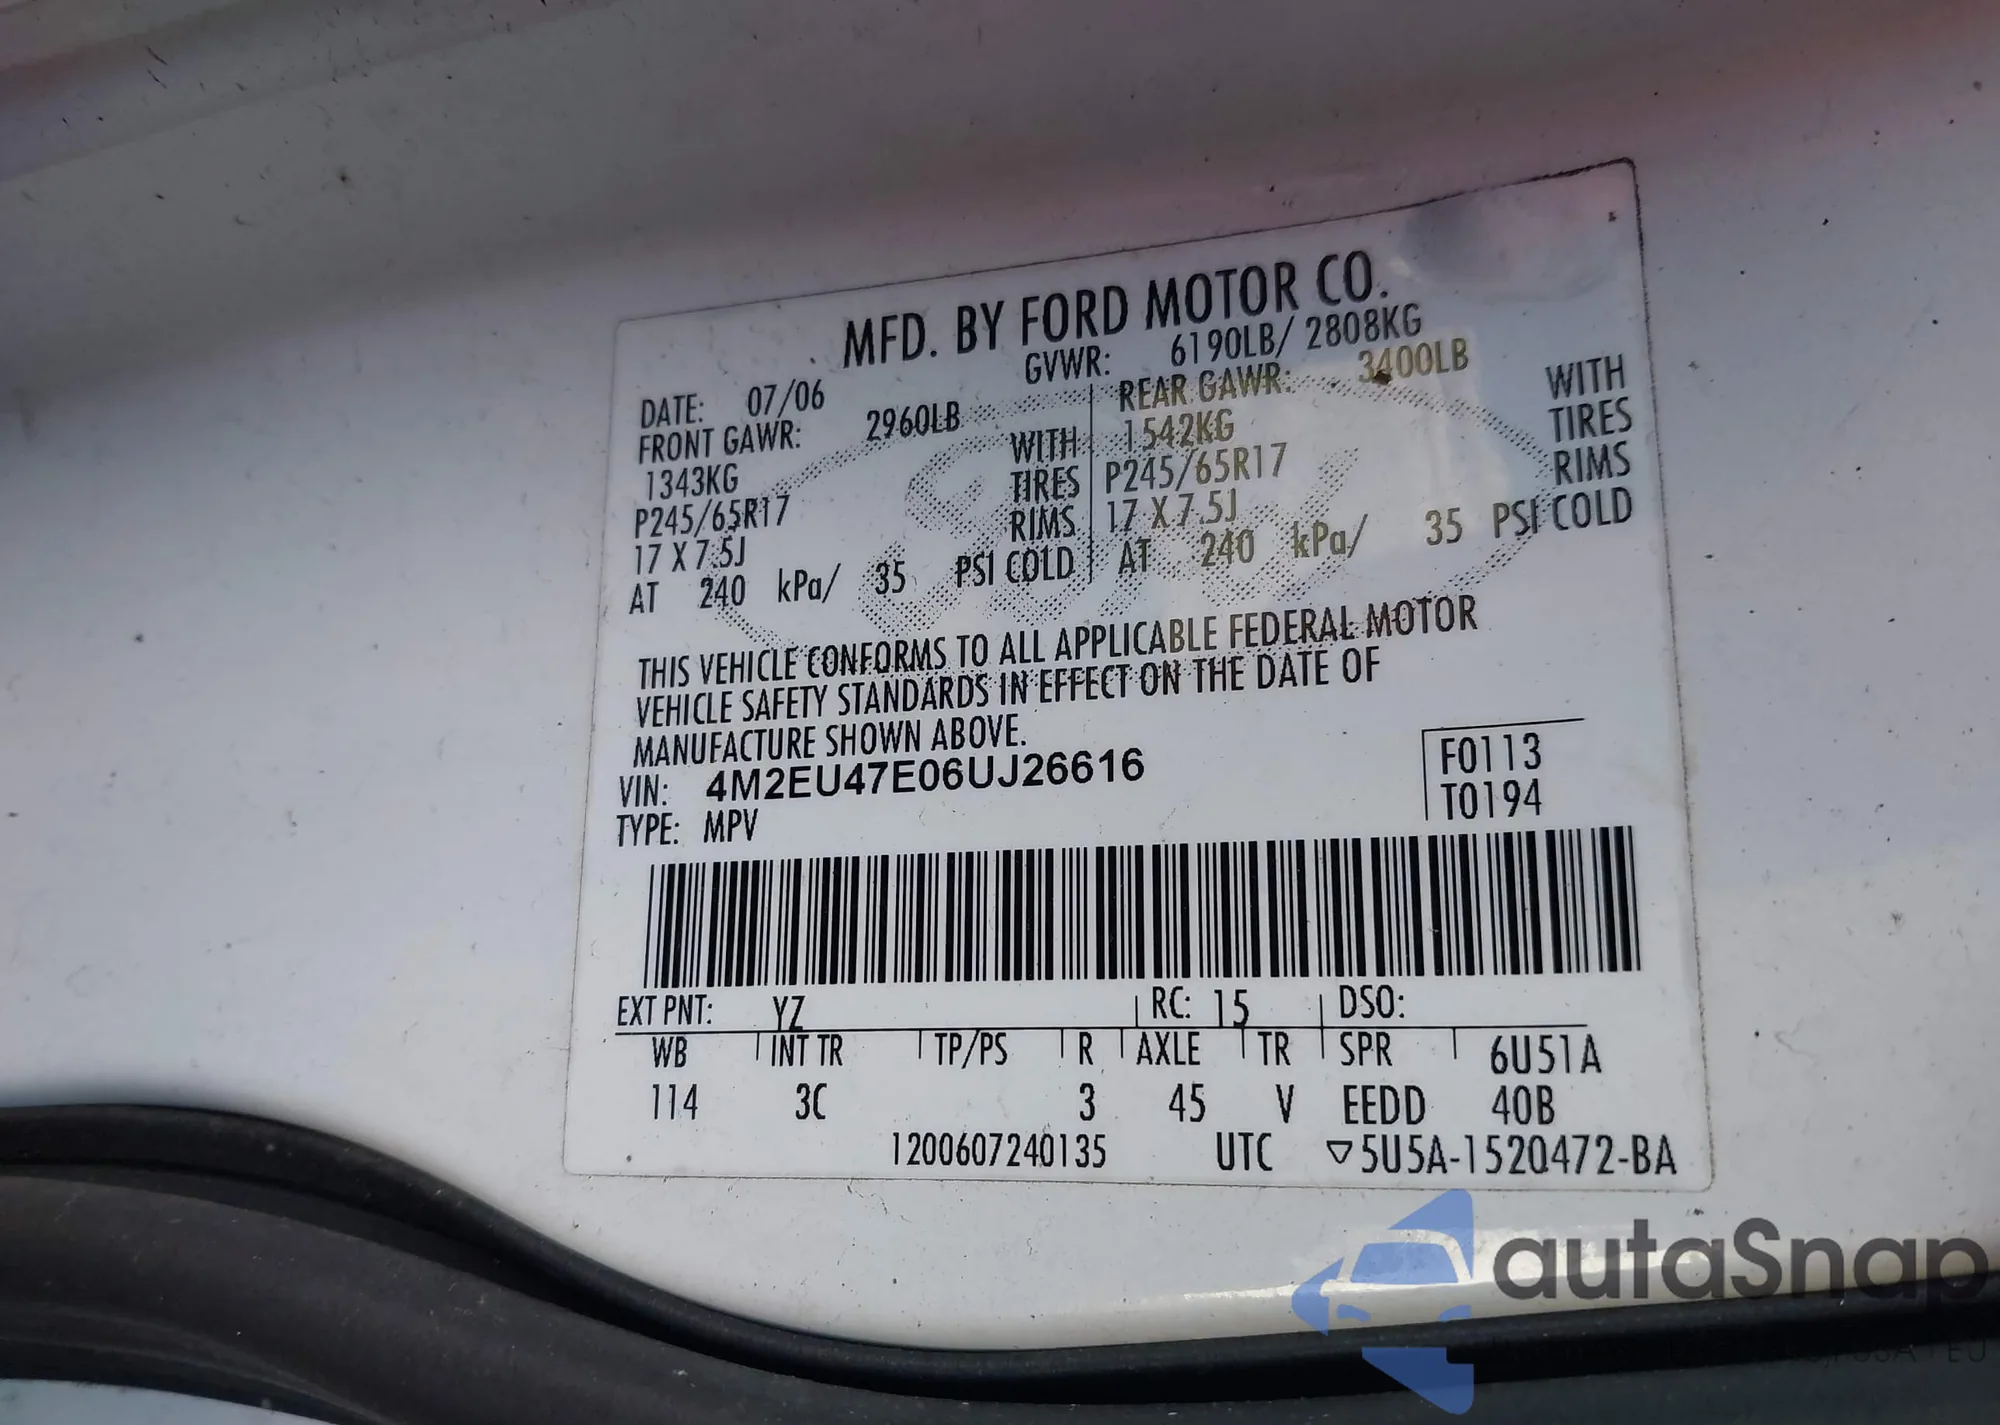 MFD. BY FORD MOTOR CO.
DATE: 07/06 GVWR: 6190LB/ 2808KG
FRONT GAWR: 2960LB REAR GAWR: 3400LB
1343KG WITH 1542KG WITH
P245/65R17 TIRES P245/65R17 TIRES
17 X 7.5J RIMS 17 X 7.5J RIMS
AT 240 kPa/ 35 PSI COLD AT 240 kPa/ 35 PSI COLD
THIS VEHICLE CONFORMS TO ALL APPLICABLE FEDERAL MOTOR
VEHICLE SAFETY STANDARDS IN EFFECT ON THE DATE OF
MANUFACTURE SHOWN ABOVE.
VIN: 4M2EU47E06UJ26616 F0113
TYPE: MPV T0194
EXT PNT: YZ RC: 15 DSO:
WB INT TR TP/PS R AXLE TR SPR 6U51A
114 3C 3 45 V EEDD 40B
1200607240135 UTC ▽5U5A-1520472-BA
autaSnap